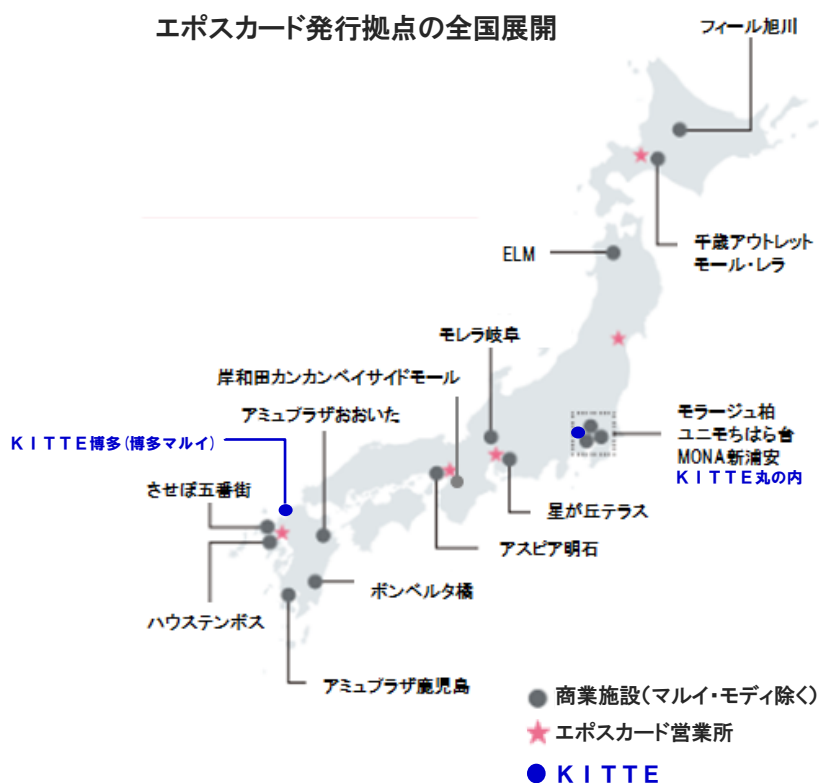 エポスカード発行拠点の全国展開
フィール旭川
千歳アウトレット
モール・レラ
ELM
モレラ岐阜
岸和田カンカンベイサイドモール
アミュプラザおおいた
KITTE博多(博多マルイ)
モラージュ柏
ユニモちはら台
MONA新浦安
KITTE丸の内
させぼ五番街
星が丘テラス
アスピア明石
ボンベルタ橘
ハウステンボス
アミュプラザ鹿児島
商業施設(マルイ・モディ除く)
エポスカード営業所
KITTE